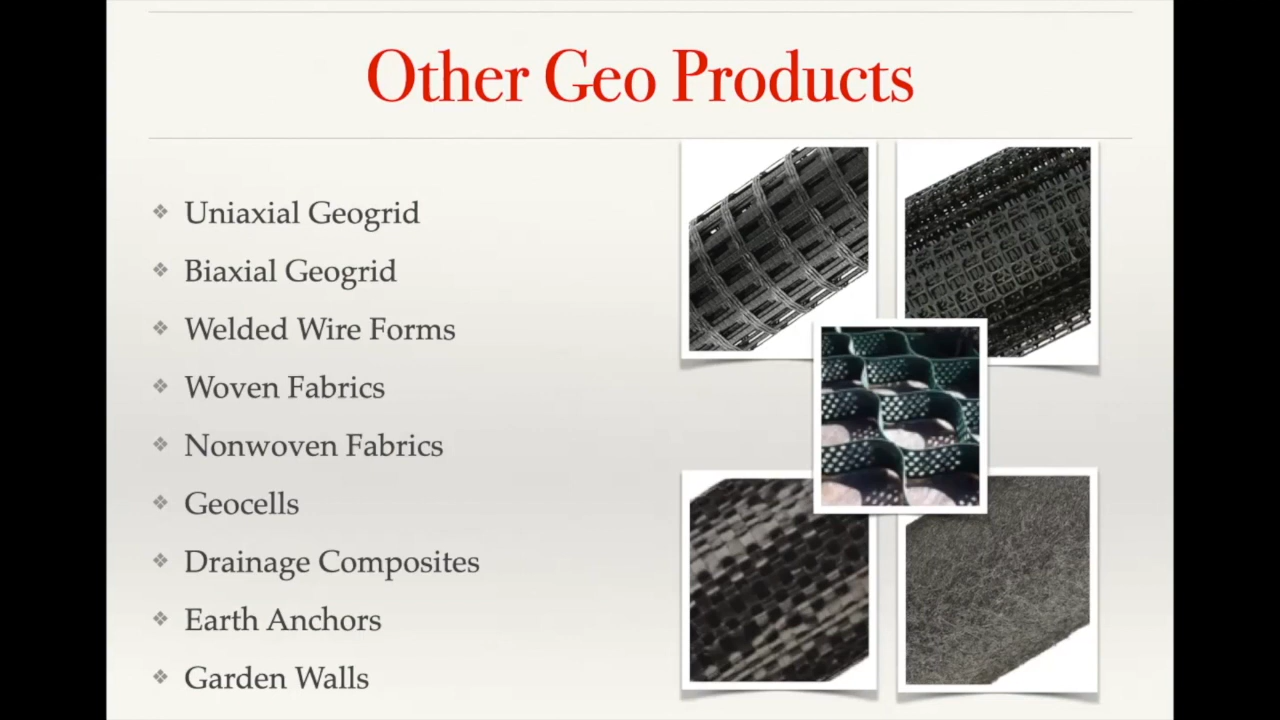 Other Geo Products
Uniaxial Geogrid
Biaxial Geogrid
Welded Wire Forms
Woven Fabrics
Nonwoven Fabrics
Geocells
Drainage Composites
Earth Anchors
Garden Walls